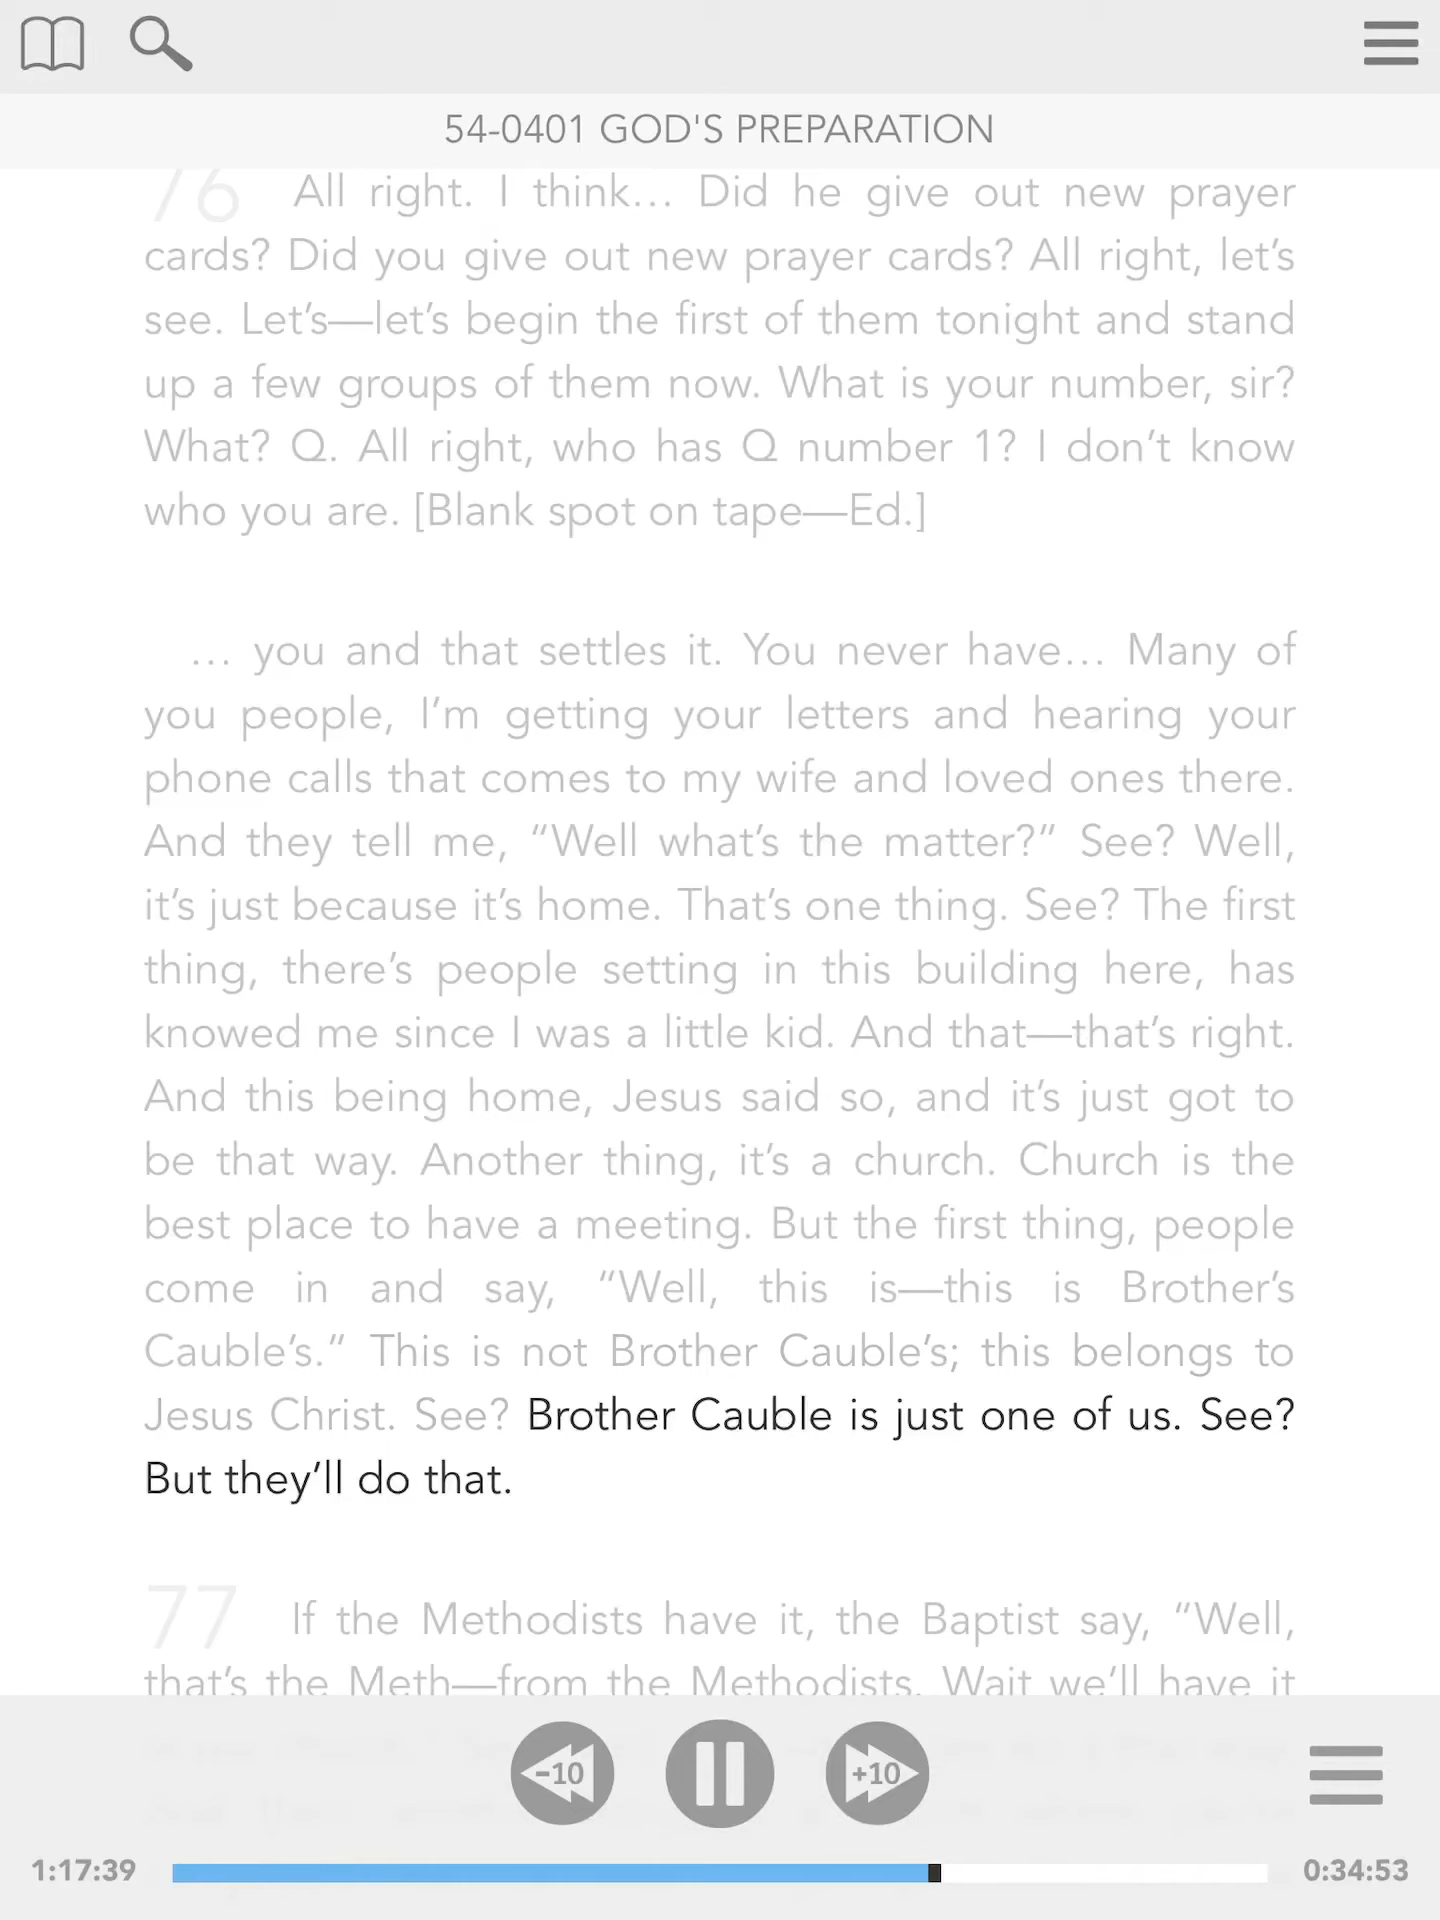 54-0401 GOD'S PREPARATION
76 All right. I think… Did he give out new prayer
cards? Did you give out new prayer cards? All right, let’s
see. Let’s—let’s begin the first of them tonight and stand
up a few groups of them now. What is your number, sir?
What? Q. All right, who has Q number 1? I don’t know
who you are. [Blank spot on tape—Ed.]
… you and that settles it. You never have… Many of
you people, I’m getting your letters and hearing your
phone calls that comes to my wife and loved ones there.
And they tell me, “Well what’s the matter?” See? Well,
it’s just because it’s home. That’s one thing. See? The first
thing, there’s people setting in this building here, has
knowed me since I was a little kid. And that—that’s right.
And this being home, Jesus said so, and it’s just got to
be that way. Another thing, it’s a church. Church is the
best place to have a meeting. But the first thing, people
come in and say, “Well, this is—this is Brother’s
Cauble’s.” This is not Brother Cauble’s; this belongs to
Jesus Christ. See? Brother Cauble is just one of us. See?
But they’ll do that.
77 If the Methodists have it, the Baptist say, “Well,
that’s the Meth—from the Methodists. Wait we’ll have it
-10 +10
1:17:39 0:34:53